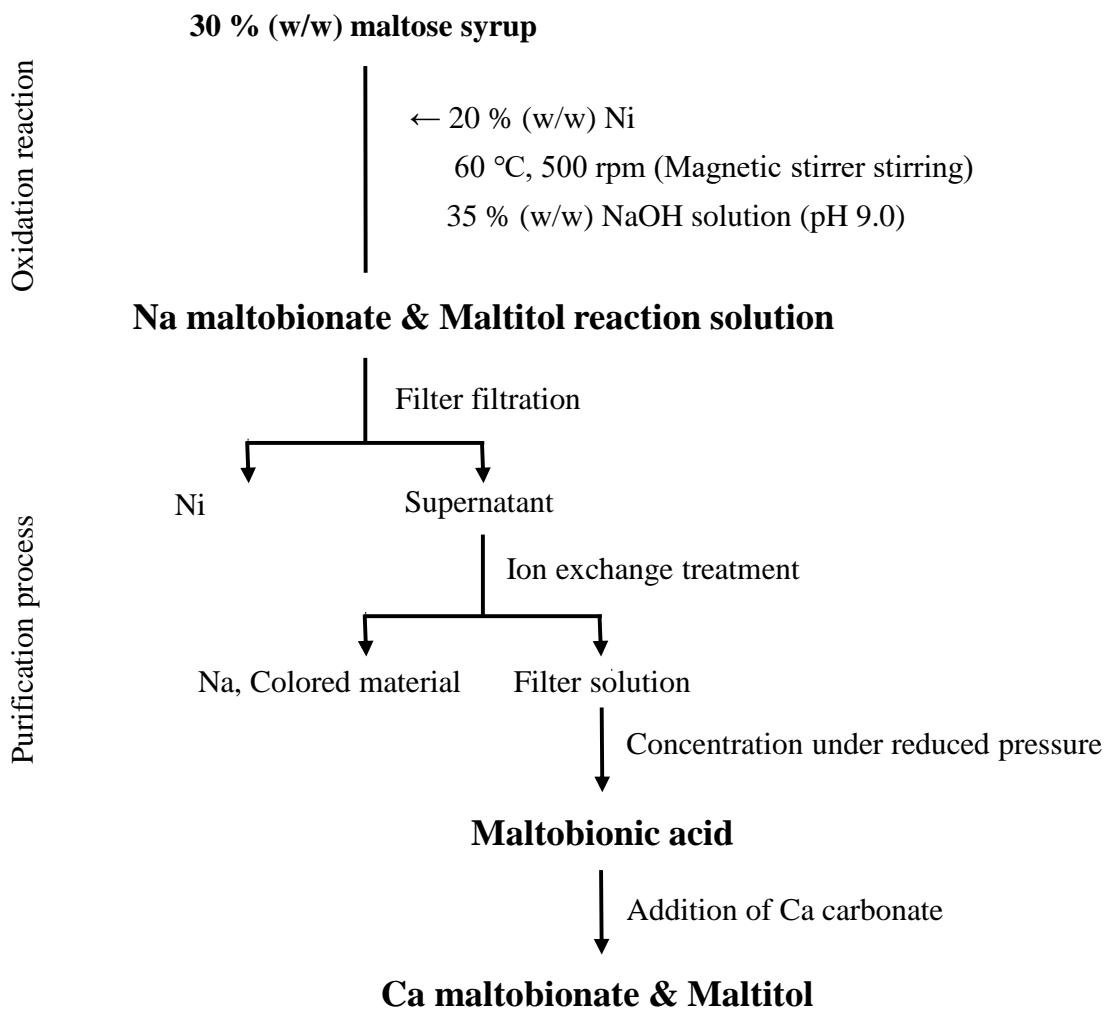 30 % (w/w) maltose syrup
Oxidation reaction
← 20 % (w/w) Ni
60 ℃, 500 rpm (Magnetic stirrer stirring)
35 % (w/w) NaOH solution (pH 9.0)
Na maltobionate & Maltitol reaction solution
Filter filtration
Ni
Supernatant
Purification process
Ion exchange treatment
Na, Colored material
Filter solution
Concentration under reduced pressure
Maltobionic acid
Addition of Ca carbonate
Ca maltobionate & Maltitol